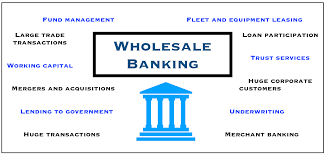 Fund management
Fleet and equipment leasing
Large trade
transactions
Loan participation
Wholesale
Banking
Trust services
Working capital
Huge corporate
customers
Mergers and acquisitions
Lending to government
Underwriting
Huge transactions
Merchant banking